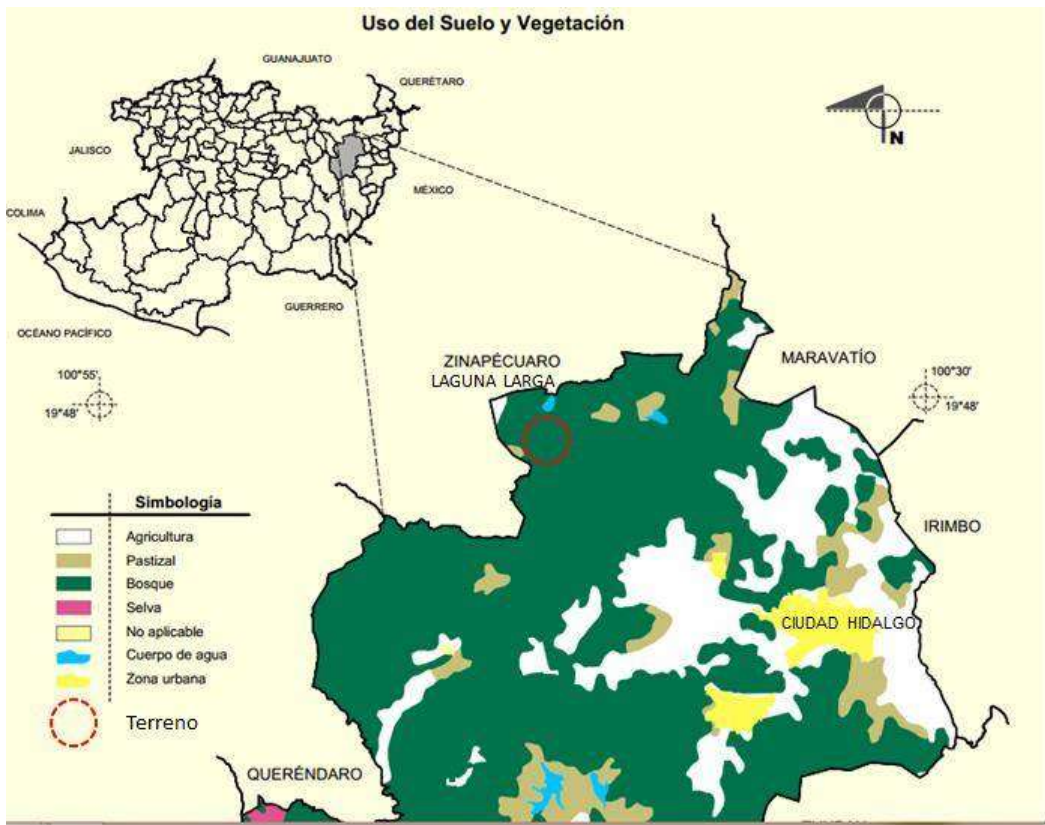 Uso del Suelo y Vegetación
GUANAJUATO
QUERÉTARO
JALISCO
MÉXICO
COLIMA
GUERRERO
OCÉANO PACÍFICO
N
ZINAPÉCUARO
LAGUNA LARGA
MARAVATÍO
100°55'
19°48'
100°30'
19°48'
Simbología
Agricultura
Pastizal
Bosque
Selva
No aplicable
Cuerpo de agua
Zona urbana
Terreno
IRIMBO
CIUDAD HIDALGO
QUERÉNDARO